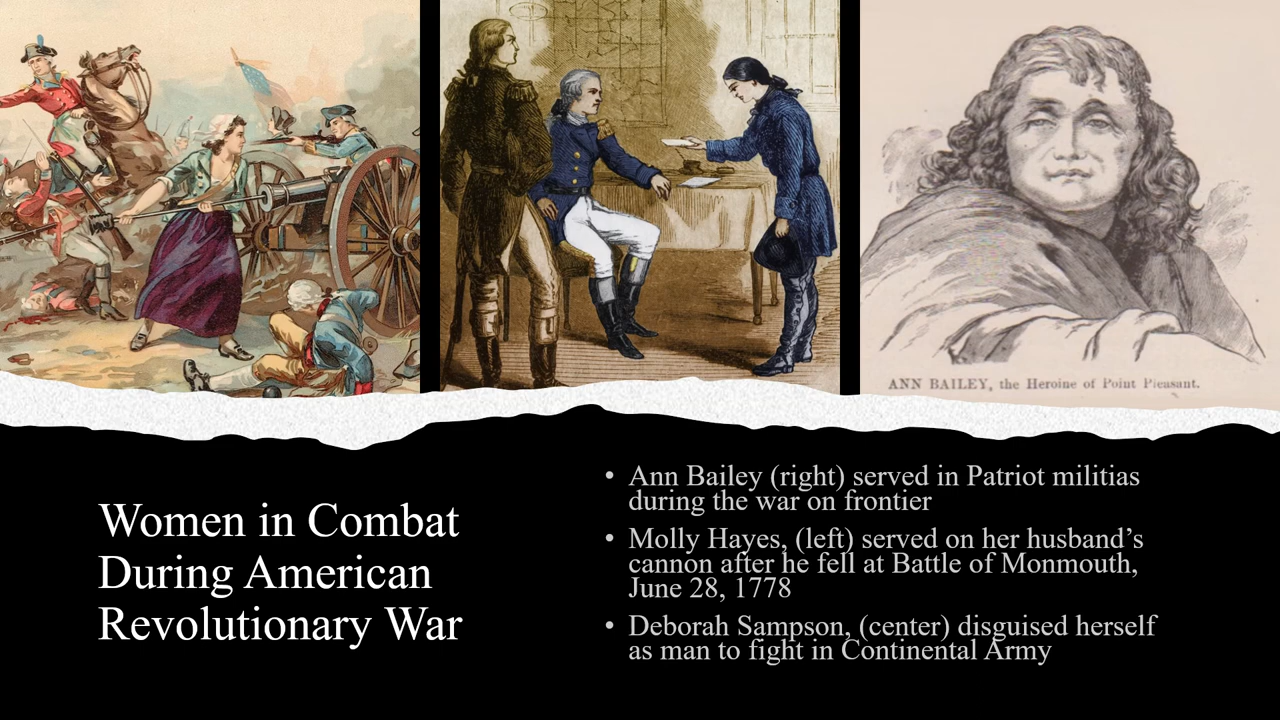 ANN BAILEY, the Heroine of Point Pleasant.
Women in Combat
During American
Revolutionary War
• Ann Bailey (right) served in Patriot militias
during the war on frontier
• Molly Hayes, (left) served on her husband’s
cannon after he fell at Battle of Monmouth,
June 28, 1778
• Deborah Sampson, (center) disguised herself
as man to fight in Continental Army